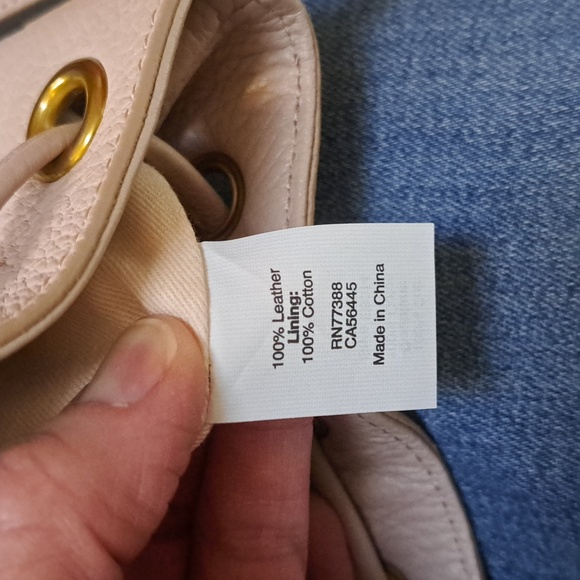 100% Leather
Lining:
100% Cotton
RN77388
CA56445
Made in China